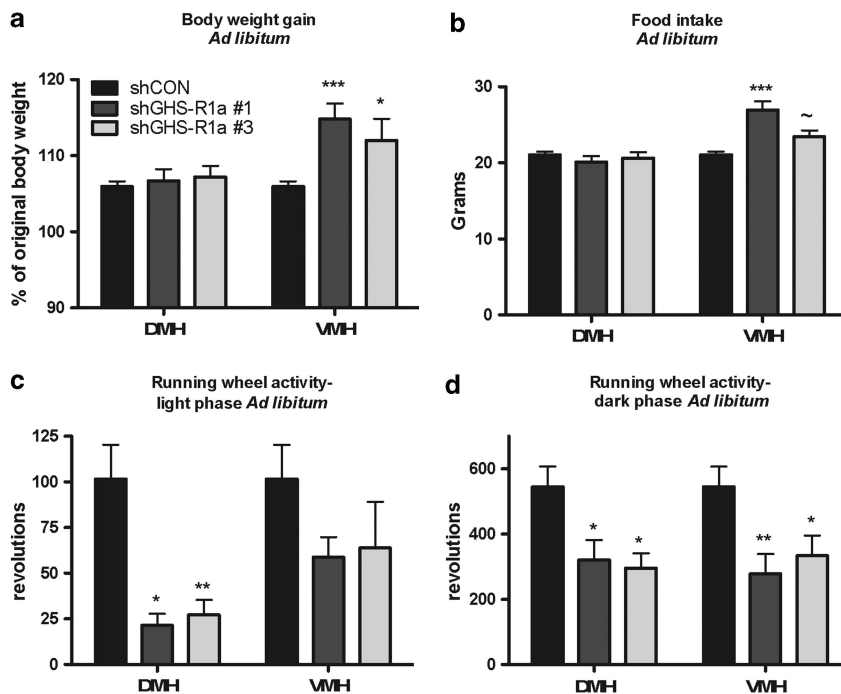 a
Body weight gain
Ad libitum
% of original body weight
120
110
100
90
shCON
shGHS-R1a #1
shGHS-R1a #3
***
*
DMH
VMH
b
Food intake
Ad libitum
Grams
30
20
10
0
***
~
DMH
VMH
c
Running wheel activity-
light phase Ad libitum
revolutions
125
100
75
50
25
0
*
**
DMH
VMH
d
Running wheel activity-
dark phase Ad libitum
revolutions
600
400
200
0
*
*
**
*
DMH
VMH